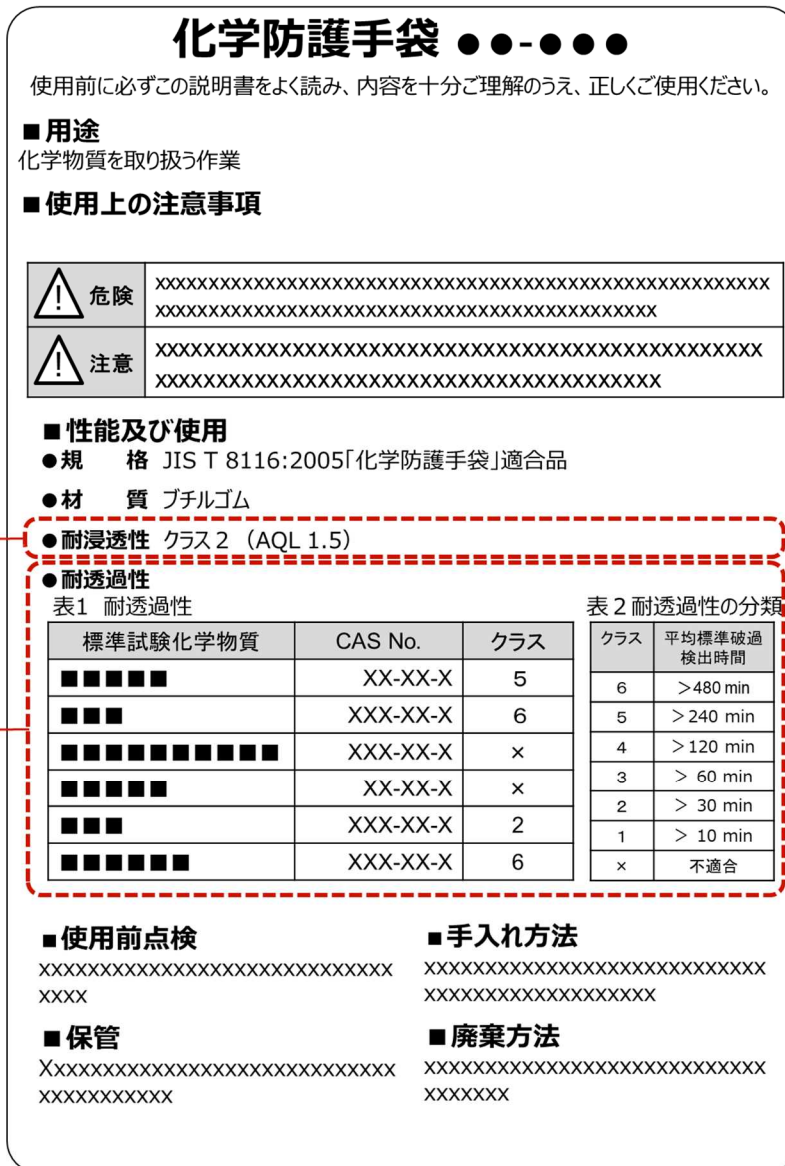 化学防護手袋 ●●-●●●
使用前に必ずこの説明書をよく読み、内容を十分ご理解のうえ、正しくご使用ください。
■用途
化学物質を取り扱う作業
■使用上の注意事項
危険
xxxxxxxxxxxxxxxxxxxxxxxxxxxxxxxxxxxxxxxxxxxxxxxxxxxxxxx
xxxxxxxxxxxxxxxxxxxxxxxxxxxxxxxxxxxxxxxxxxxxx
注意
xxxxxxxxxxxxxxxxxxxxxxxxxxxxxxxxxxxxxxxxxxxxxxxxx
xxxxxxxxxxxxxxxxxxxxxxxxxxxxxxxxxxxxxxxxx
■性能及び使用
●規 格 JIS T 8116:2005「化学防護手袋」適合品
●材 質 ブチルゴム
●耐浸透性 クラス2 (AQL 1.5)
●耐透過性
表1 耐透過性
標準試験化学物質 CAS No. クラス
■■■■■ XX-XX-X 5
■■■ XXX-XX-X 6
■■■■■■■■■■ XXX-XX-X ×
■■■■■ XX-XX-X ×
■■■ XXX-XX-X 2
■■■■■■ XXX-XX-X 6
表2 耐透過性の分類
クラス 平均標準破過
検出時間
6 >480 min
5 >240 min
4 >120 min
3 > 60 min
2 > 30 min
1 > 10 min
× 不適合
■使用前点検
xxxxxxxxxxxxxxxxxxxxxxxxxxxxx
xxxx
■手入れ方法
xxxxxxxxxxxxxxxxxxxxxxxxxxxx
xxxxxxxxxxxxxxxxxxx
■保管
Xxxxxxxxxxxxxxxxxxxxxxxxxxxxx
xxxxxxxxxxx
■廃棄方法
xxxxxxxxxxxxxxxxxxxxxxxxxxxx
xxxxxxx